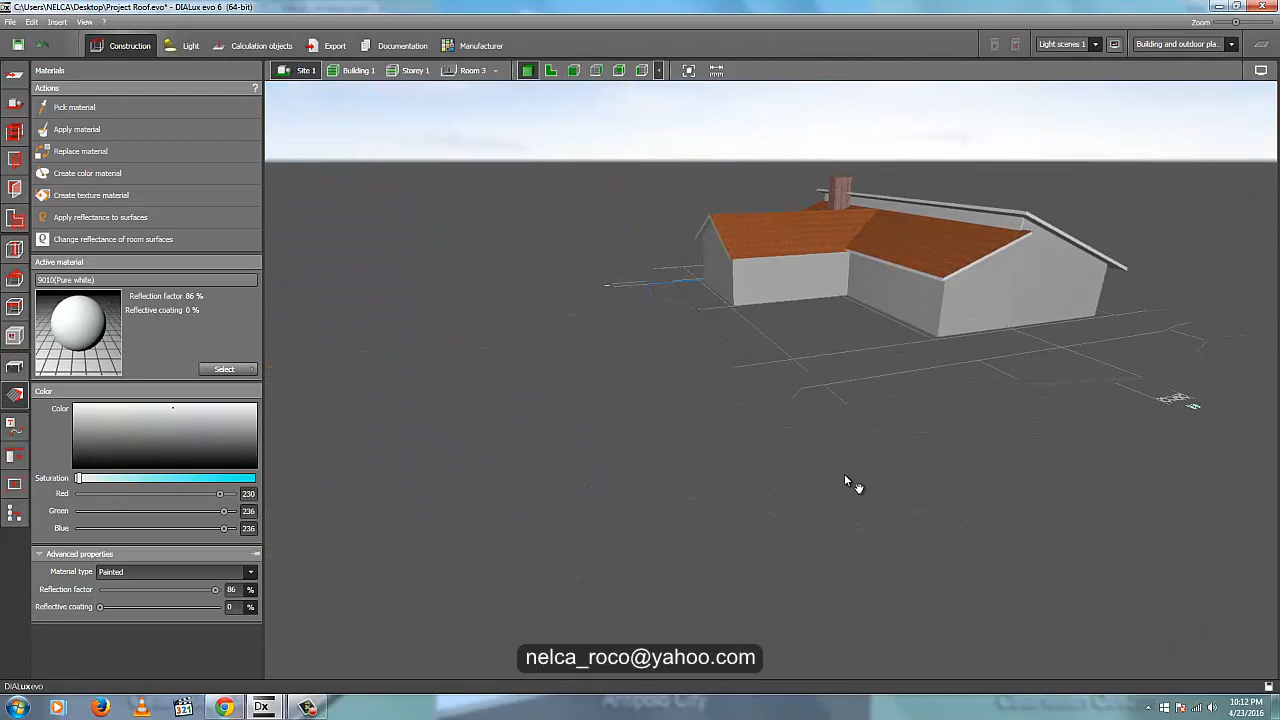 C:\Users\NELCA\Desktop\Project Roof.evo* - DIALux evo 6 (64-bit)
File Edit Insert View ? Zoom
Construction Light Calculation objects Export Documentation Manufacturer Light scenes 1 Building and outdoor pla...
Materials Site 1 Building 1 Storey 1 Room 3
Actions ?
Pick material
Apply material
Replace material
Create color material
Create texture material
Apply reflectance to surfaces
Change reflectance of room surfaces
Active material
9010(Pure white)
Reflection factor 86 %
Reflective coating 0 %
Select
Color
Color
Saturation
Red 230
Green 236
Blue 236
Advanced properties
Material type Painted
Reflection factor 86 %
Reflective coating 0 %
nelca_roco@yahoo.com
DIALux evo
Dx 321
10:12 PM
4/23/2016